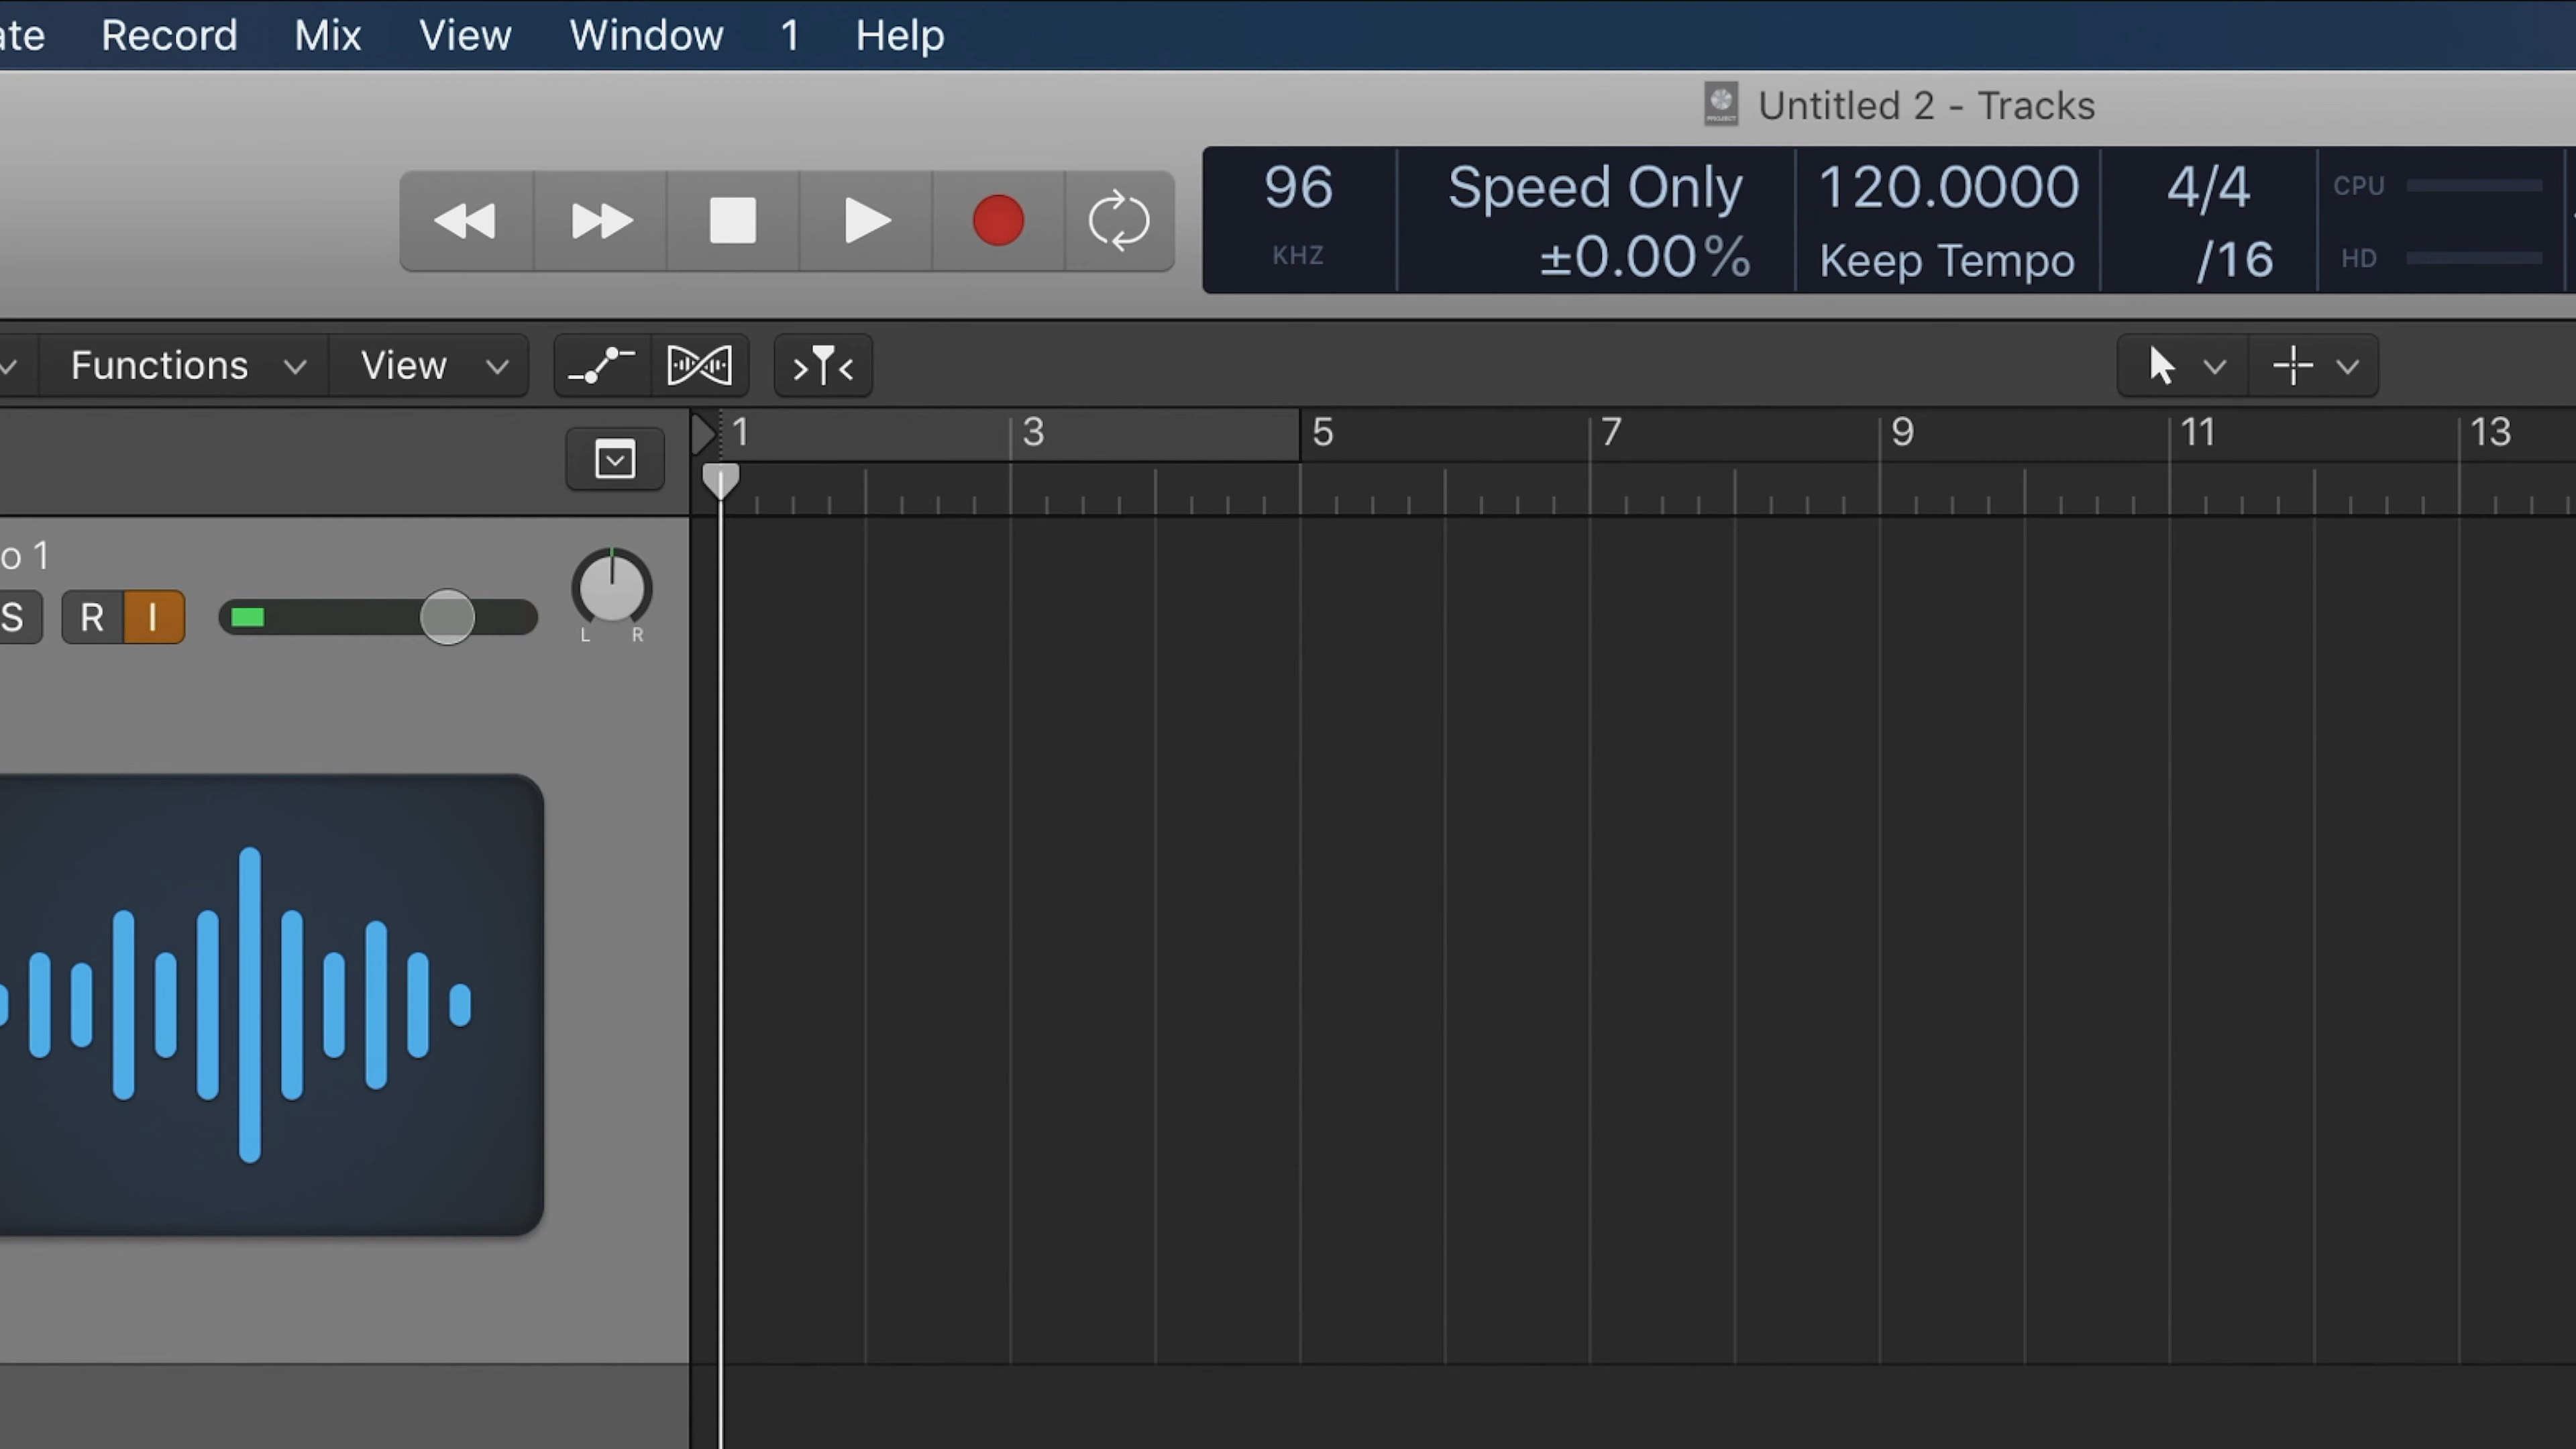 ate Record Mix View Window 1 Help
Untitled 2 - Tracks
96 Speed Only 120.0000 4/4 CPU
KHZ ±0.00% Keep Tempo /16 HD
Functions View
1 3 5 7 9 11 13
o 1
S R I
L R